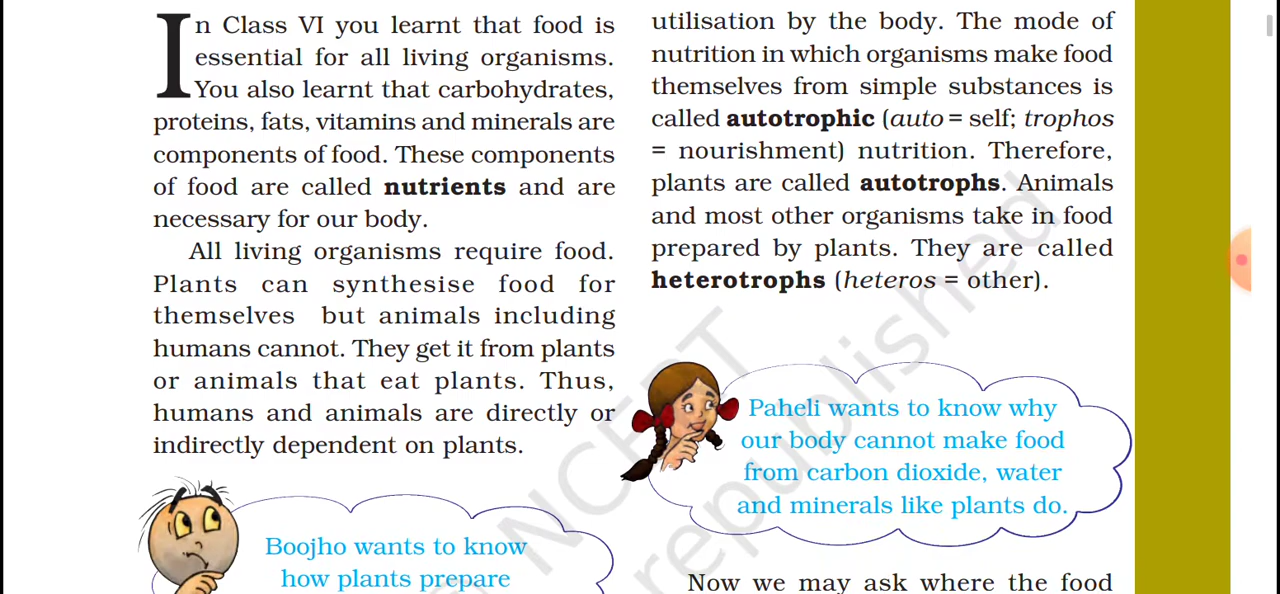 In Class VI you learnt that food is
essential for all living organisms.
You also learnt that carbohydrates,
proteins, fats, vitamins and minerals are
components of food. These components
of food are called nutrients and are
necessary for our body.
All living organisms require food.
Plants can synthesise food for
themselves but animals including
humans cannot. They get it from plants
or animals that eat plants. Thus,
humans and animals are directly or
indirectly dependent on plants.
Boojho wants to know
how plants prepare
utilisation by the body. The mode of
nutrition in which organisms make food
themselves from simple substances is
called autotrophic (auto = self; trophos
= nourishment) nutrition. Therefore,
plants are called autotrophs. Animals
and most other organisms take in food
prepared by plants. They are called
heterotrophs (heteros = other).
Paheli wants to know why
our body cannot make food
from carbon dioxide, water
and minerals like plants do.
Now we may ask where the food
NCERT
republished